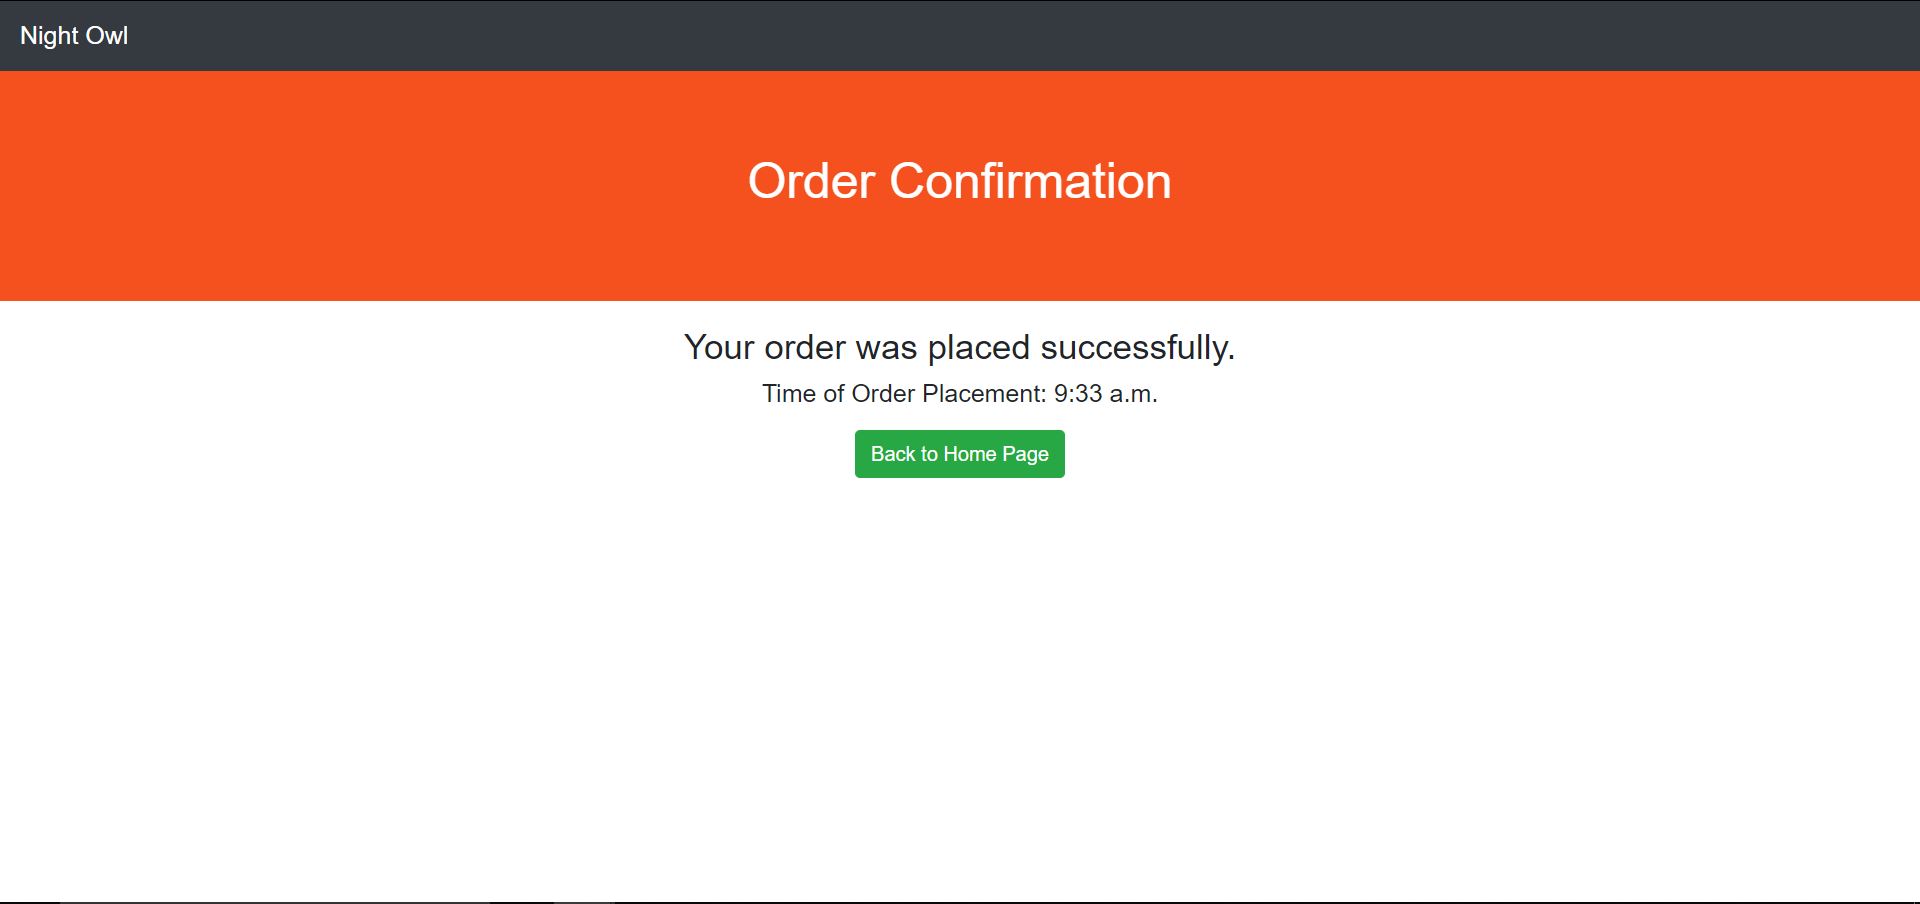 Night Owl
Order Confirmation
Your order was placed successfully.
Time of Order Placement: 9:33 a.m.
Back to Home Page